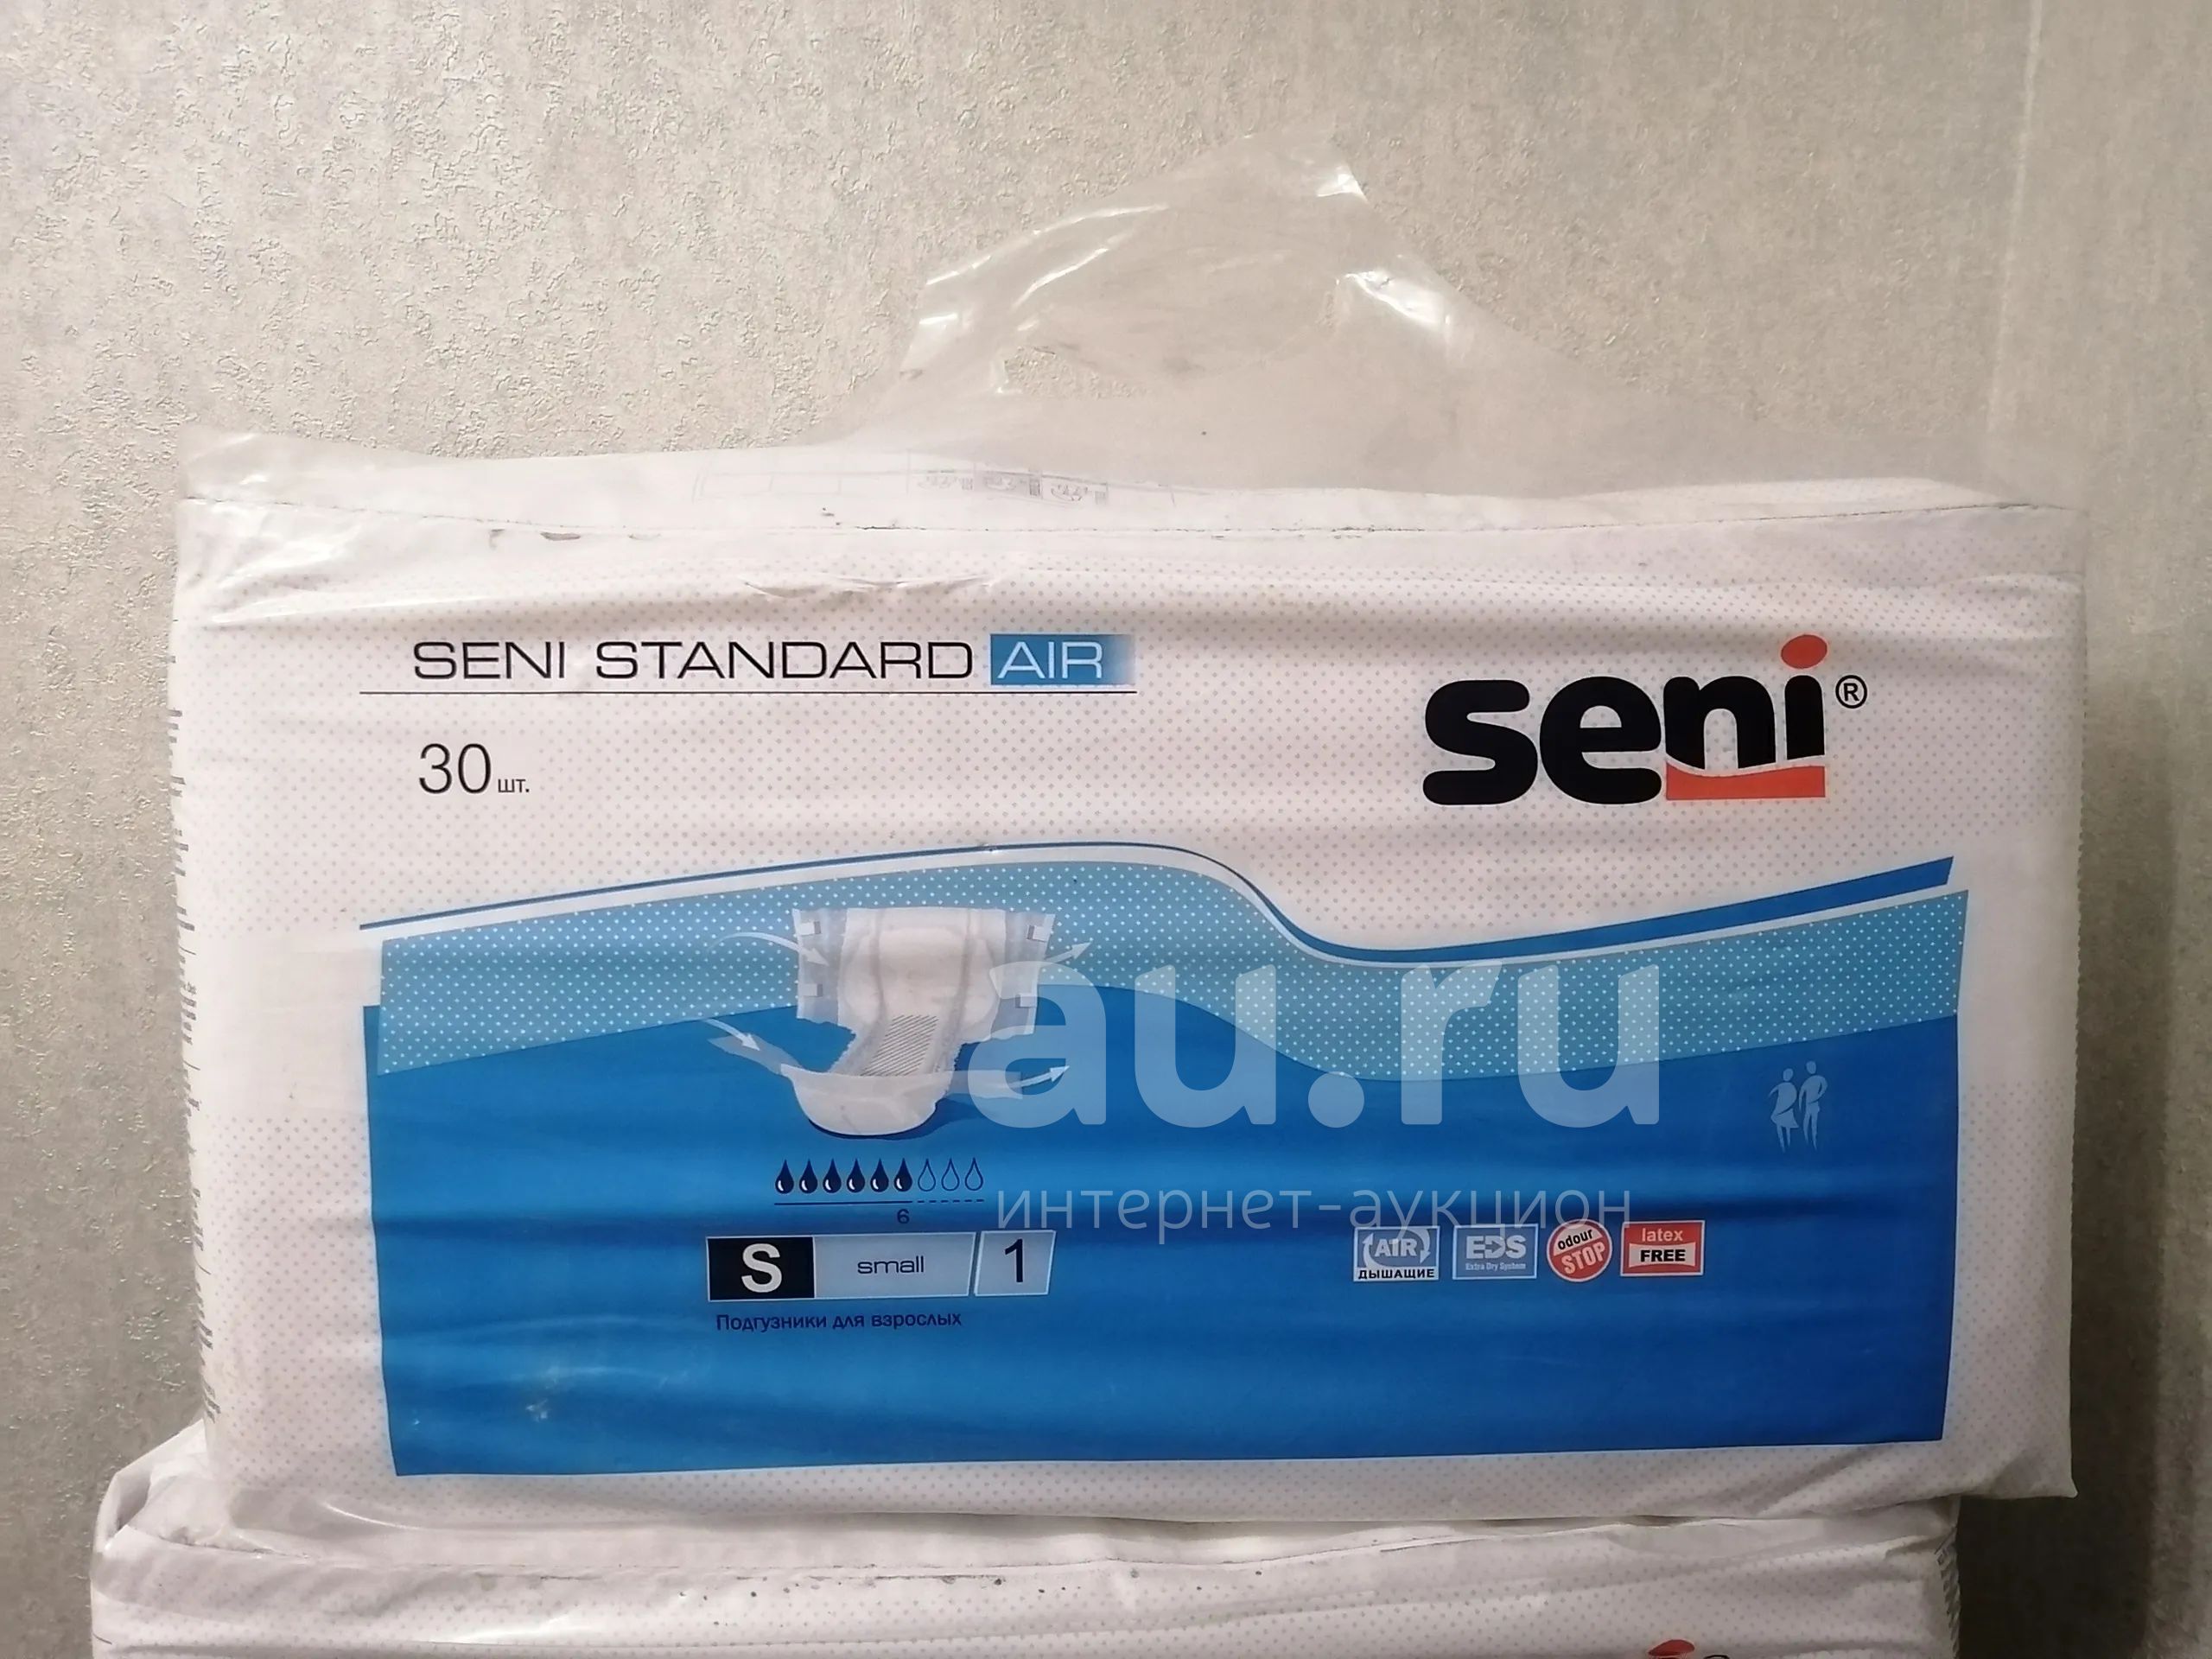 SENI STANDARD AIR
seni®
30 шт.
au.ru
интернет-аукцион
6
S small 1
Подгузники для взрослых
AIR
ДЫШАЩИЕ
EDS
Extra Dry System
odour
STOP
latex
FREE